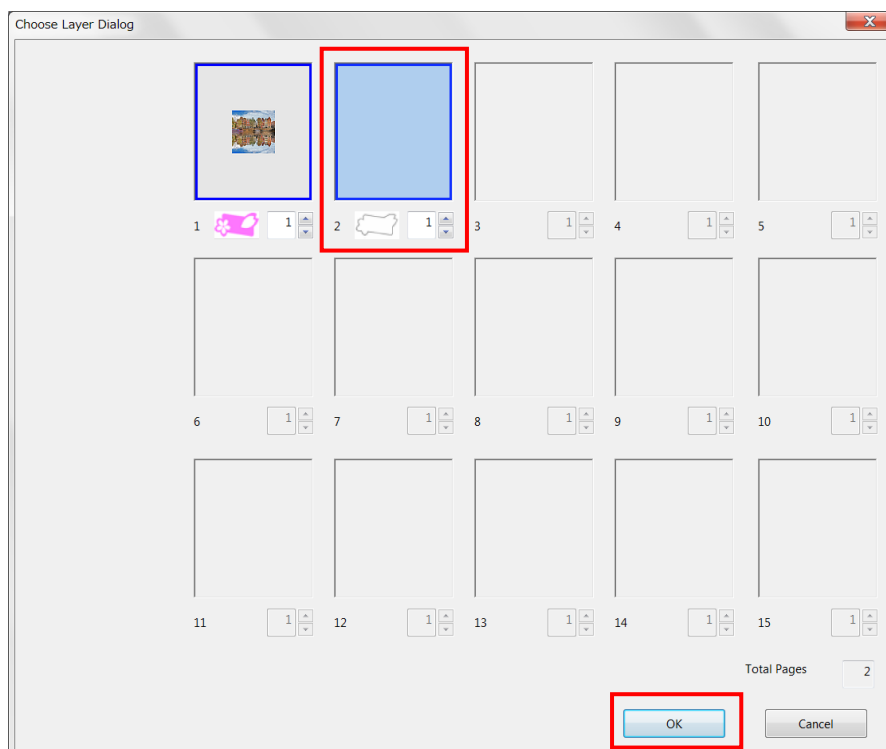 Choose Layer Dialog
X
1 1 2 1 3 1 4 1 5 1
6 1 7 1 8 1 9 1 10 1
11 1 12 1 13 1 14 1 15 1
Total Pages 2
OK Cancel